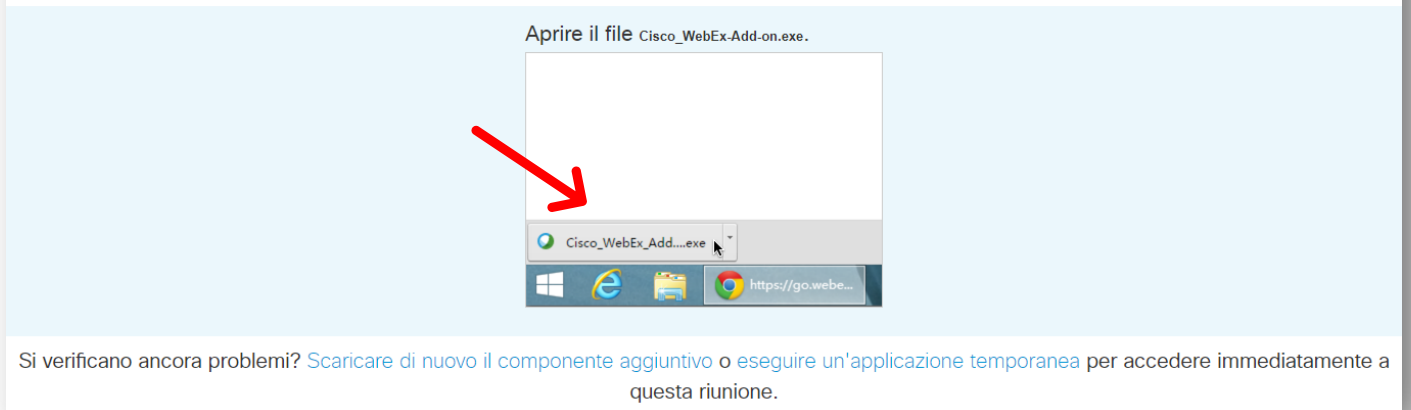 Aprire il file Cisco_WebEx-Add-on.exe.
Cisco_WebEx_Add....exe
https://go.webe...
Si verificano ancora problemi? Scaricare di nuovo il componente aggiuntivo o eseguire un'applicazione temporanea per accedere immediatamente a
questa riunione.